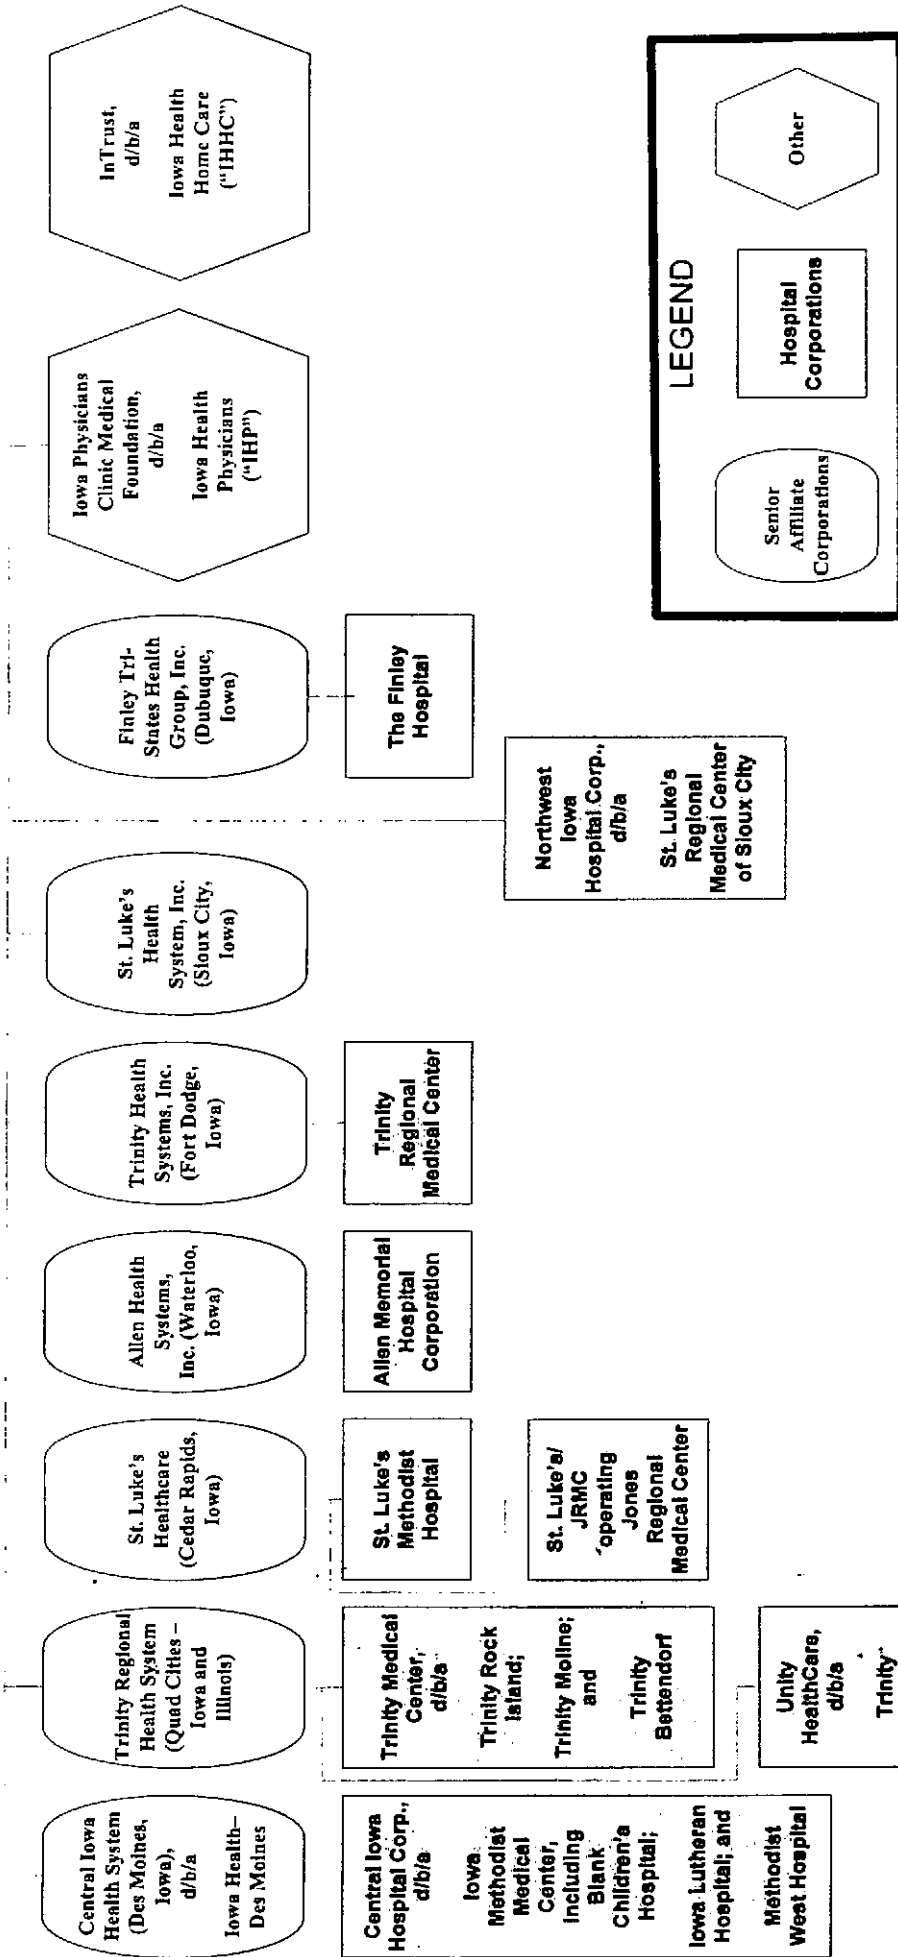 Central Iowa
Health System
(Des Moines,
Iowa),
d/b/a
Iowa Health–
Des Moines
Trinity Regional
Health System
(Quad Cities –
Iowa and
Illinois)
St. Luke's
Healthcare
(Cedar Rapids,
Iowa)
Allen Health
Systems,
Inc. (Waterloo,
Iowa)
Trinity Health
Systems, Inc.
(Fort Dodge,
Iowa)
St. Luke's
Health
System, Inc.
(Sioux City,
Iowa)
Finley Tri-
States Health
Group, Inc.
(Dubuque,
Iowa)
Iowa Physicians
Clinic Medical
Foundation,
d/b/a
Iowa Health
Physicians
("IHP")
InTrust,
d/b/a
Iowa Health
Home Care
("IHHC")
Central Iowa
Hospital Corp.,
d/b/a
Iowa
Methodist
Medical
Center,
Including
Blank
Children's
Hospital;
Iowa Lutheran
Hospital; and
Methodist
West Hospital
Trinity Medical
Center,
d/b/a
Trinity Rock
Island;
Trinity Moline;
and
Trinity
Bettendorf
St. Luke's
Methodist
Hospital
Allen Memorial
Hospital
Corporation
Trinity
Regional
Medical Center
The Finley
Hospital
Unity
HealthCare,
d/b/a
Trinity
St. Luke's/
JRMC
operating
Jones
Regional
Medical Center
Northwest
Iowa
Hospital Corp.,
d/b/a
St. Luke's
Regional
Medical Center
of Sioux City
LEGEND
Senior
Affiliate
Corporations
Hospital
Corporations
Other